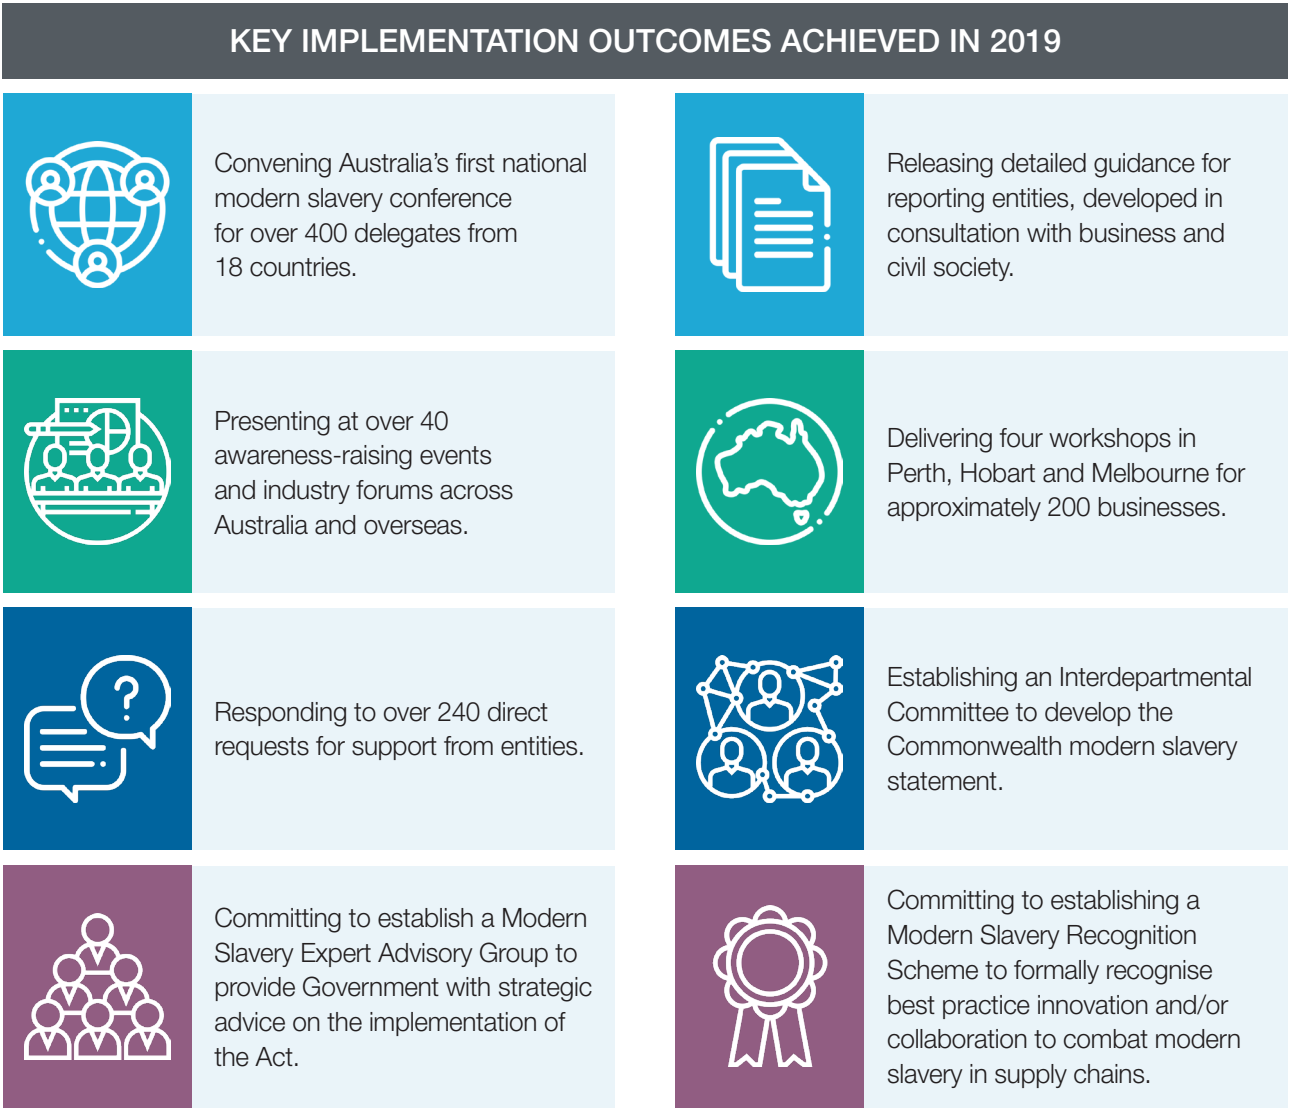 KEY IMPLEMENTATION OUTCOMES ACHIEVED IN 2019
Convening Australia’s first national
modern slavery conference
for over 400 delegates from
18 countries.
Releasing detailed guidance for
reporting entities, developed in
consultation with business and
civil society.
Presenting at over 40
awareness-raising events
and industry forums across
Australia and overseas.
Delivering four workshops in
Perth, Hobart and Melbourne for
approximately 200 businesses.
?
Responding to over 240 direct
requests for support from entities.
Establishing an Interdepartmental
Committee to develop the
Commonwealth modern slavery
statement.
Committing to establish a Modern
Slavery Expert Advisory Group to
provide Government with strategic
advice on the implementation of
the Act.
Committing to establishing a
Modern Slavery Recognition
Scheme to formally recognise
best practice innovation and/or
collaboration to combat modern
slavery in supply chains.